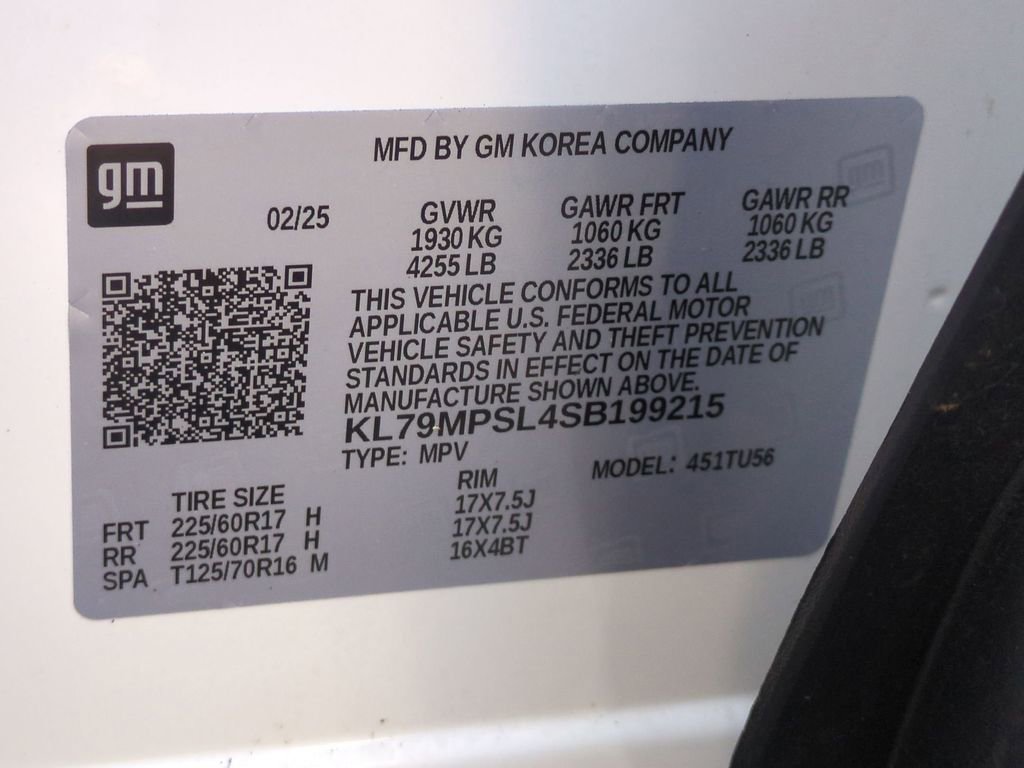 gm
MFD BY GM KOREA COMPANY
02/25
GVWR GAWR FRT GAWR RR
1930 KG 1060 KG 1060 KG
4255 LB 2336 LB 2336 LB
THIS VEHICLE CONFORMS TO ALL
APPLICABLE U.S. FEDERAL MOTOR
VEHICLE SAFETY AND THEFT PREVENTION
STANDARDS IN EFFECT ON THE DATE OF
MANUFACTURE SHOWN ABOVE.
KL79MPSL4SB199215
TYPE: MPV MODEL: 451TU56
TIRE SIZE RIM
FRT 225/60R17 H 17X7.5J
RR 225/60R17 H 17X7.5J
SPA T125/70R16 M 16X4BT
gm
gm